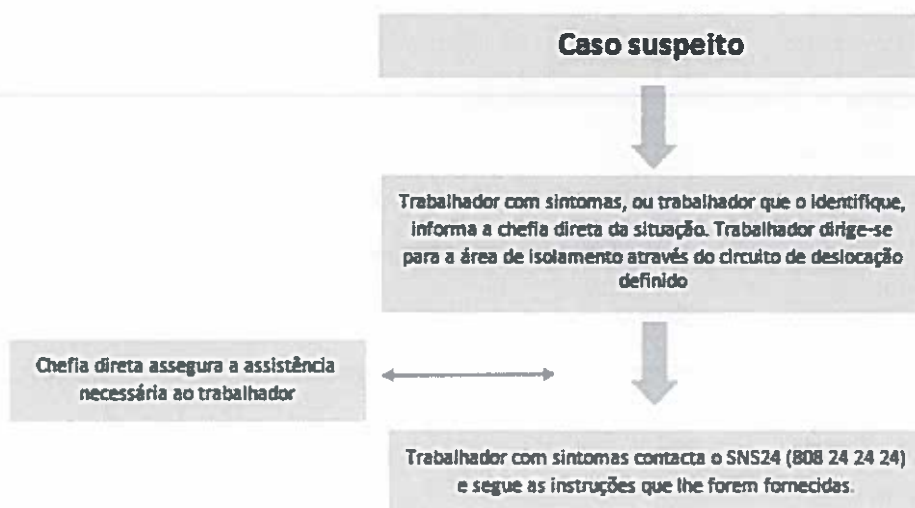 Caso suspeito
Trabalhador com sintomas, ou trabalhador que o identifique,
informa a chefia direta da situação. Trabalhador dirige-se
para a área de isolamento através do circuito de deslocação
definido
Chefia direta assegura a assistência
necessária ao trabalhador
Trabalhador com sintomas contacta o SNS24 (808 24 24 24)
e segue as instruções que lhe forem fornecidas.